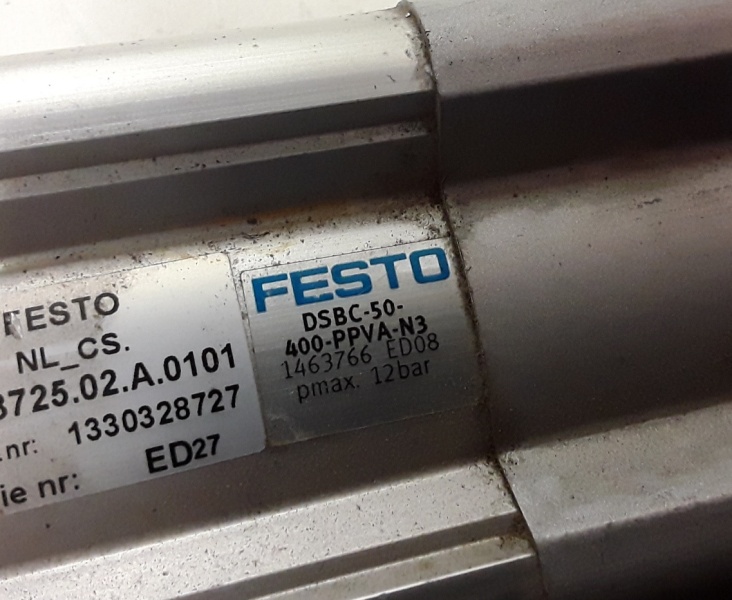 FESTO
NL_CS.
8725.02.A.0101
.nr: 1330328727
ie nr: ED27
FESTO
DSBC-50-
400-PPVA-N3
1463766 ED08
pmax. 12bar